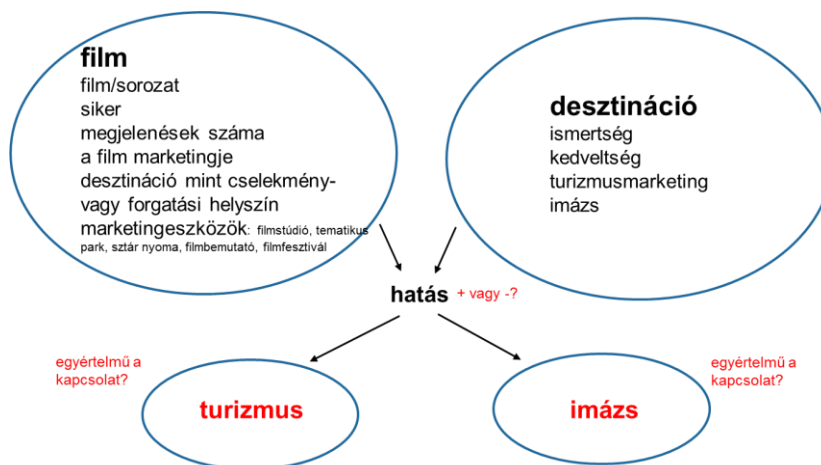 film
film/sorozat
siker
megjelenések száma
a film marketingje
desztináció mint cselekmény-
vagy forgatási helyszín
marketingeszközök: filmstúdió, tematikus
park, sztár nyoma, filmbemutató, filmfesztivál
desztináció
ismertség
kedveltség
turizmusmarketing
imázs
hatás + vagy -?
egyértelmű a
kapcsolat?
turizmus
imázs
egyértelmű a
kapcsolat?